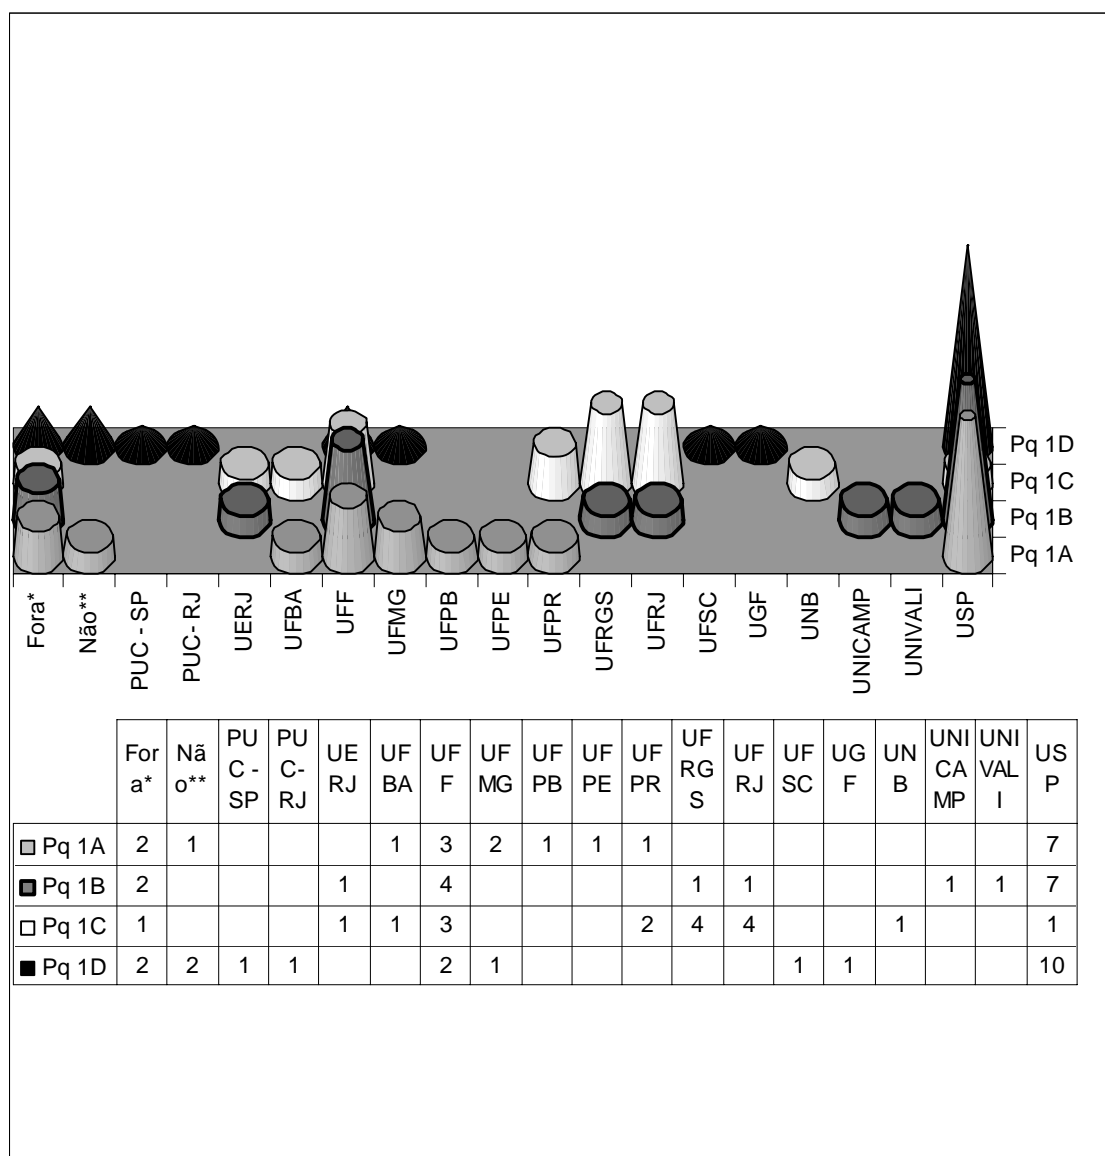 Pq 1D
Pq 1C
Pq 1B
Pq 1A
Fora*
Não**
PUC - SP
PUC- RJ
UERJ
UFBA
UFF
UFMG
UFPB
UFPE
UFPR
UFRGS
UFRJ
UFSC
UGF
UNB
UNICAMP
UNIVALI
USP
For a* Nã o** PU C - SP PU C- RJ UE RJ UF BA UF F UF MG UF PB UF PE UF PR UF RG S UF RJ UF SC UG F UN B UNI CA MP UNI VAL I US P
Pq 1A 2 1 1 3 2 1 1 1 7
Pq 1B 2 1 4 1 1 1 1 7
Pq 1C 1 1 1 3 2 4 4 1 1
Pq 1D 2 2 1 1 2 1 1 1 10